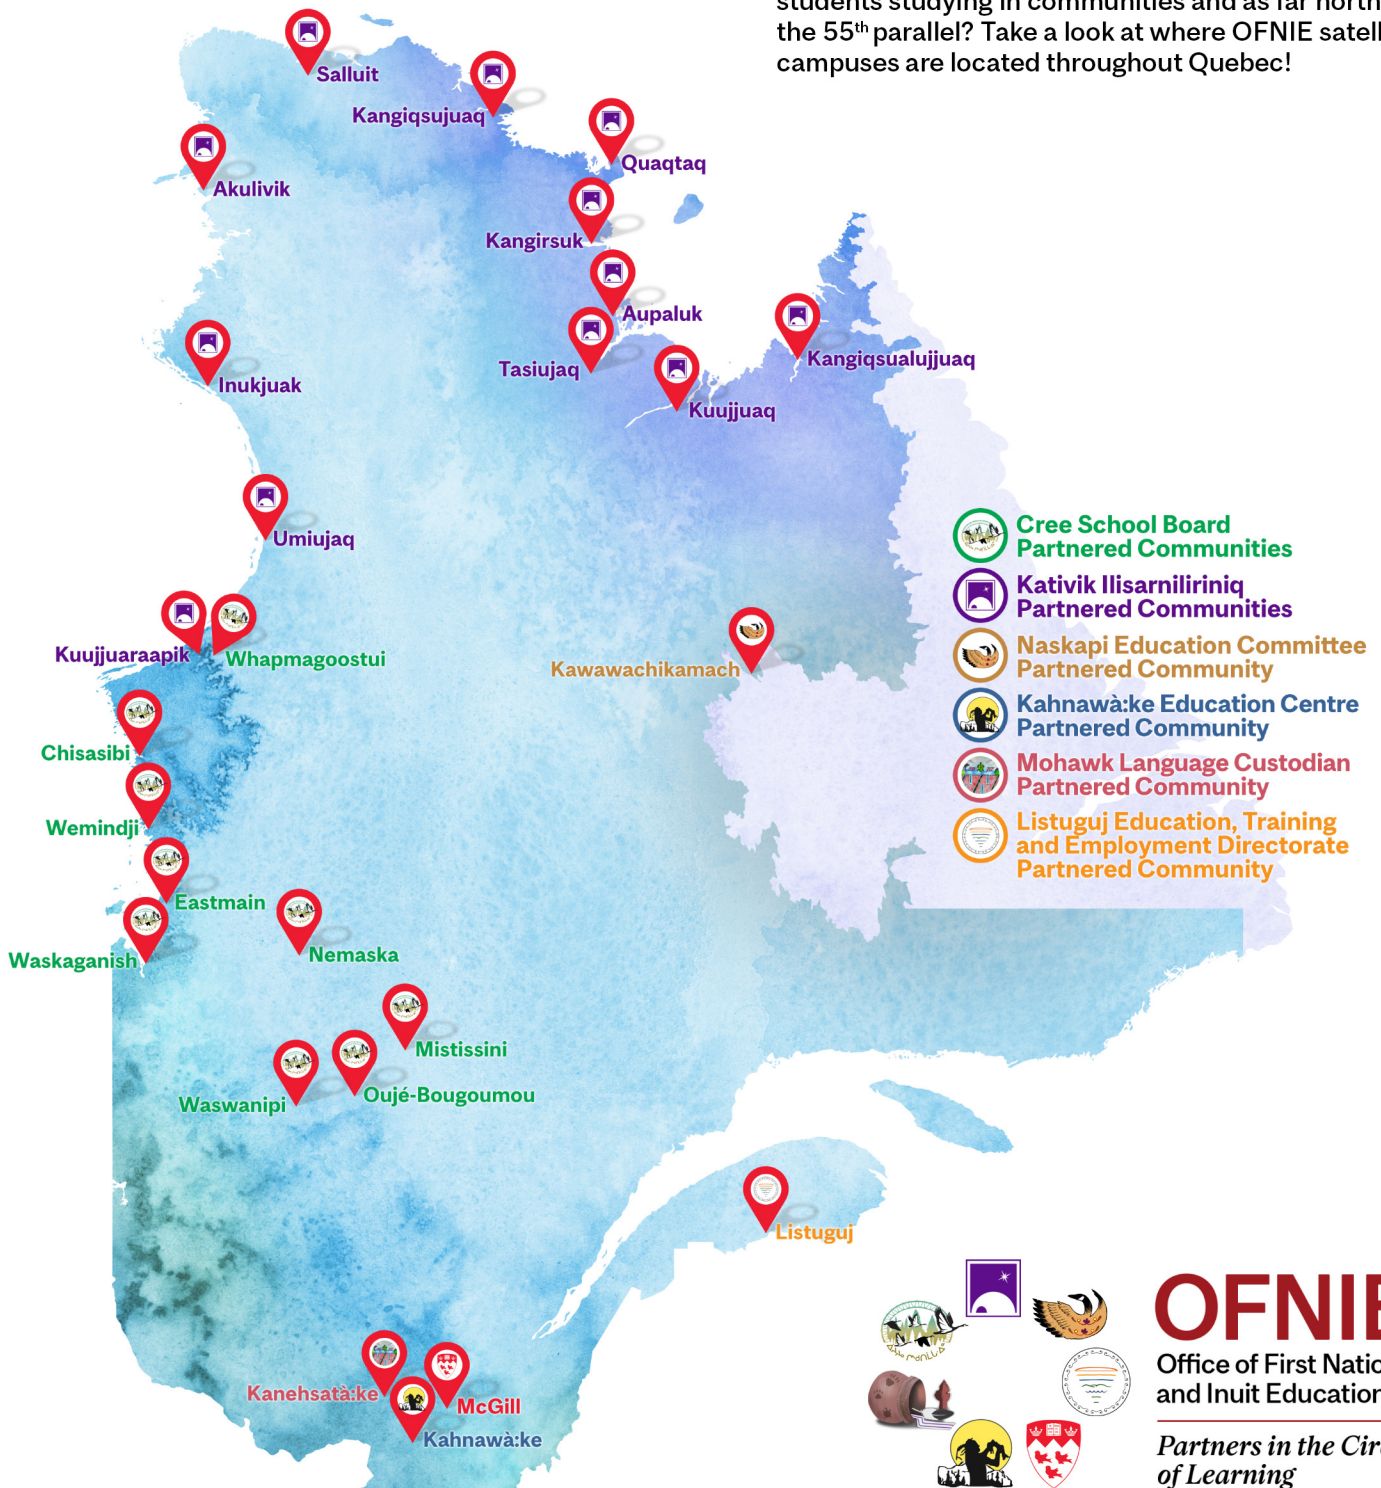 students studying in communities and as far north
the 55th parallel? Take a look at where OFNIE
campuses are located throughout Quebec!
Salluit
Kangiqsujuaq
Quaqtaq
Akulivik
Kangirsuk
Aupaluk
Kangiqsualujjuaq
Tasiujaq
Inukjuak
Kuujjuaq
Umiujaq
Cree School Board
Partnered Communities
Kativik Ilisarniliriniq
Partnered Communities
Naskapi Education Committee
Partnered Community
Kahnawà:ke Education Centre
Partnered Community
Mohawk Language Custodian
Partnered Community
Listuguj Education, Training
and Employment Directorate
Partnered Community
Kuujjuaraapik
Whapmagoostui
Kawawachikamach
Chisasibi
Wemindji
Eastmain
Nemaska
Waskaganish
Mistissini
Oujé-Bougoumou
Waswanipi
Listuguj
Kanehsatà:ke
McGill
Kahnawà:ke
OFNIE
Office of First
and Inuit Education
Partners in the
of Learning